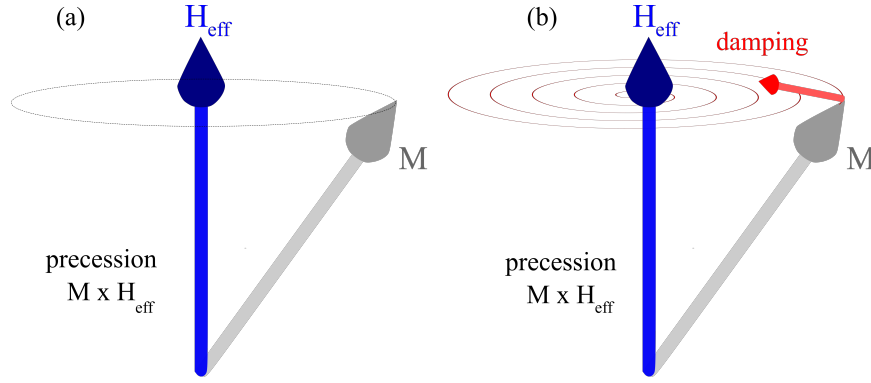 (a)
H_eff
M
precession
M x H_eff
(b)
H_eff
damping
M
precession
M x H_eff